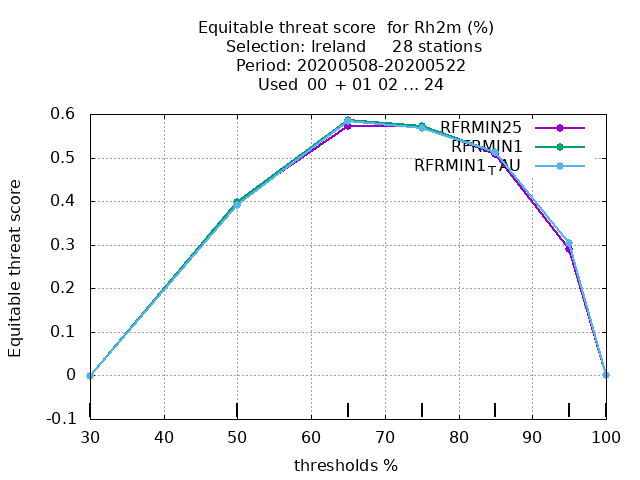 Equitable threat score  for Rh2m (%)
Selection: Ireland     28 stations
Period: 20200508-20200522
Used  00  + 01 02 ... 24
Equitable threat score
0.6
0.5
0.4
0.3
0.2
0.1
0
-0.1
RFRMIN25
RFRMIN1
RFRMIN1TAU
30 40 50 60 70 80 90 100
thresholds %